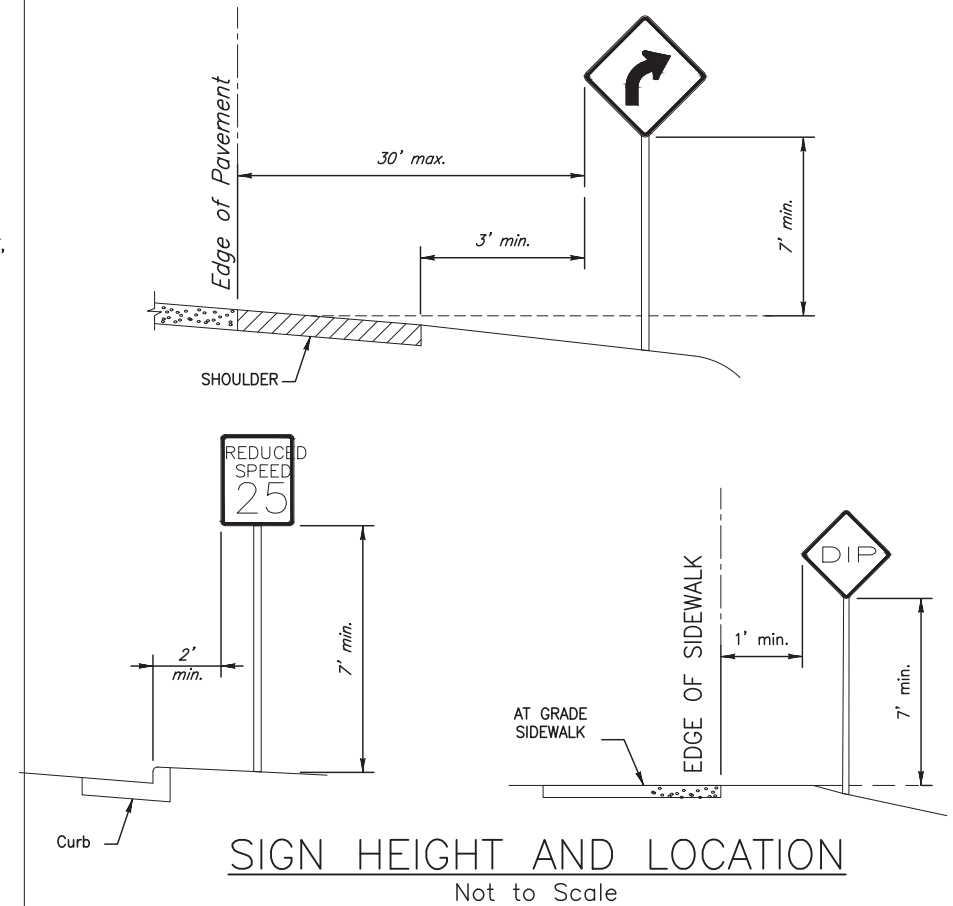 Edge of Pavement
30' max.
3' min.
7' min.
SHOULDER
REDUCED
SPEED
25
2'
min.
7' min.
Curb
EDGE OF SIDEWALK
DIP
1' min.
7' min.
AT GRADE
SIDEWALK
SIGN HEIGHT AND LOCATION
Not to Scale